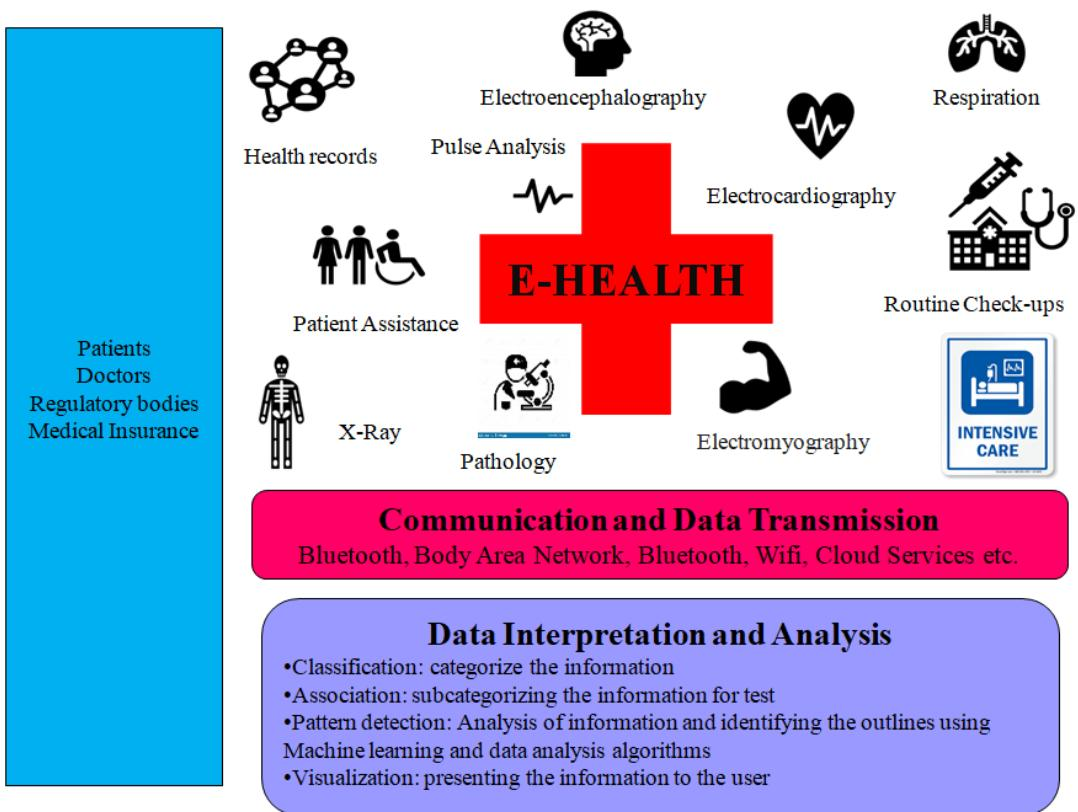 Patients
Doctors
Regulatory bodies
Medical Insurance
Health records
Electroencephalography
Respiration
Pulse Analysis
Electrocardiography
E-HEALTH
Patient Assistance
Routine Check-ups
X-Ray
Pathology
Electromyography
INTENSIVE
CARE
Communication and Data Transmission
Bluetooth, Body Area Network, Bluetooth, Wifi, Cloud Services etc.
Data Interpretation and Analysis
•Classification: categorize the information
•Association: subcategorizing the information for test
•Pattern detection: Analysis of information and identifying the outlines using
Machine learning and data analysis algorithms
•Visualization: presenting the information to the user